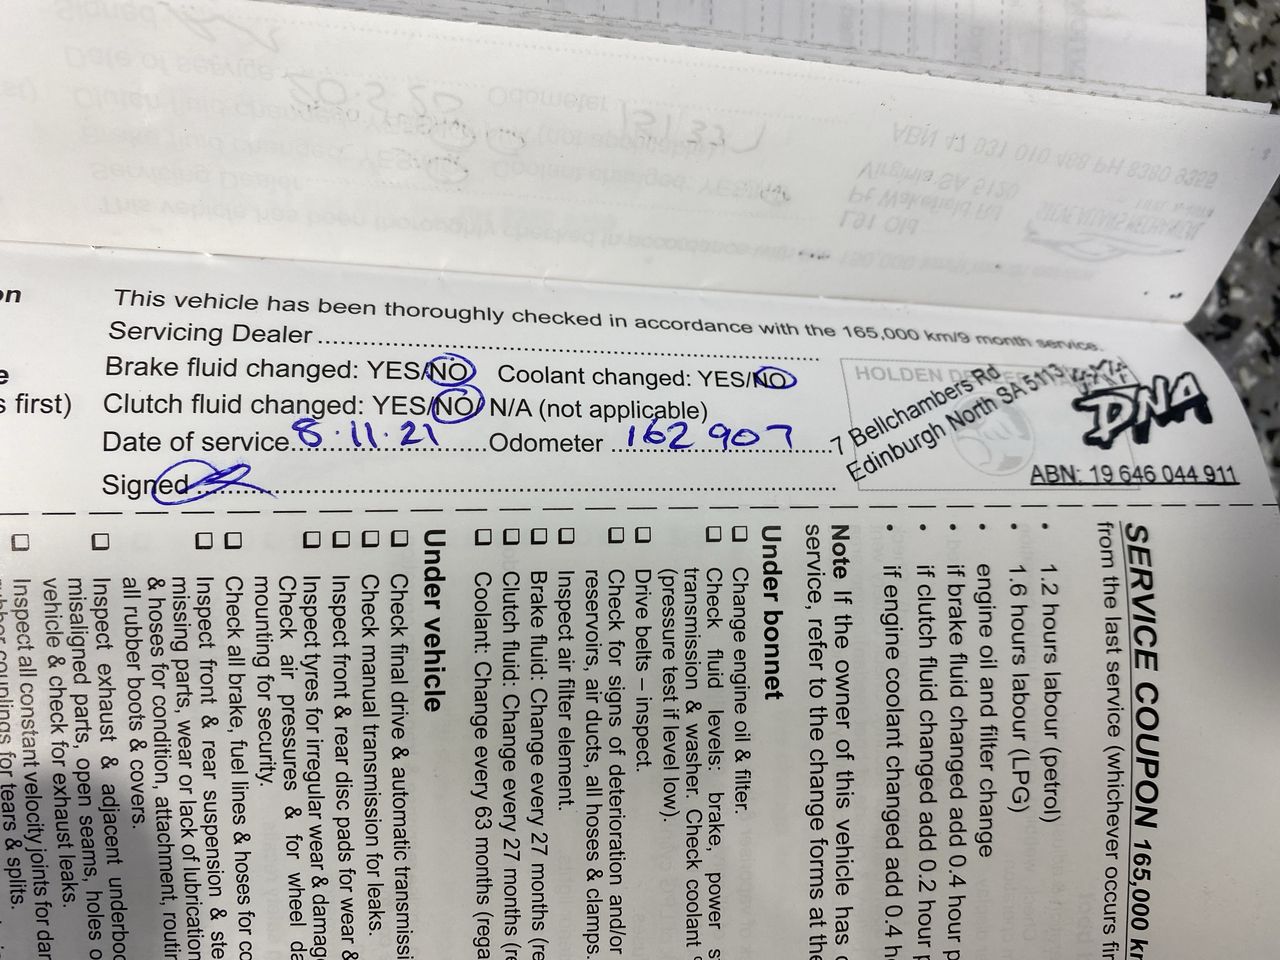 on
This vehicle has been thoroughly checked in accordance with the 165,000 km/9 month service.
Servicing Dealer
Brake fluid changed: YES/NO Coolant changed: YES/NO
s first) Clutch fluid changed: YES/NO/ N/A (not applicable)
Date of service 8.11.21 Odometer 162907
Signed
HOLDEN
7 Bellchambers Rd
Edinburgh North SA 5113
DNA
ABN: 19 646 044 911
SERVICE COUPON 165,000 km
from the last service (whichever occurs fir
• 1.2 hours labour (petrol)
• 1.6 hours labour (LPG)
• engine oil and filter change
• if brake fluid changed add 0.4 hour p
• if clutch fluid changed add 0.2 hour p
• if engine coolant changed add 0.4 h
Note If the owner of this vehicle has
service, refer to the change forms at the
Under bonnet
❑ Change engine oil & filter.
❑ Check fluid levels: brake, power s
transmission & washer. Check coolant
(pressure test if level low).
❑ Drive belts – inspect.
❑ Check for signs of deterioration and/or
reservoirs, air ducts, all hoses & clamps.
❑ Inspect air filter element.
❑ Brake fluid: Change every 27 months (re
❑ Clutch fluid: Change every 27 months (re
❑ Coolant: Change every 63 months (rega
Under vehicle
❑ Check final drive & automatic transmissi
❑ Check manual transmission for leaks.
❑ Inspect front & rear disc pads for wear &
❑ Inspect tyres for irregular wear & damag
Check air pressures & for wheel da
mounting for security.
❑ Check all brake, fuel lines & hoses for co
❑ Inspect front & rear suspension & ste
missing parts, wear or lack of lubrication
& hoses for condition, attachment, routin
all rubber boots & covers.
❑ Inspect exhaust & adjacent underboo
misaligned parts, open seams, holes o
vehicle & check for exhaust leaks.
❑ Inspect all constant velocity joints for dam
rubber couplings for tears & splits.